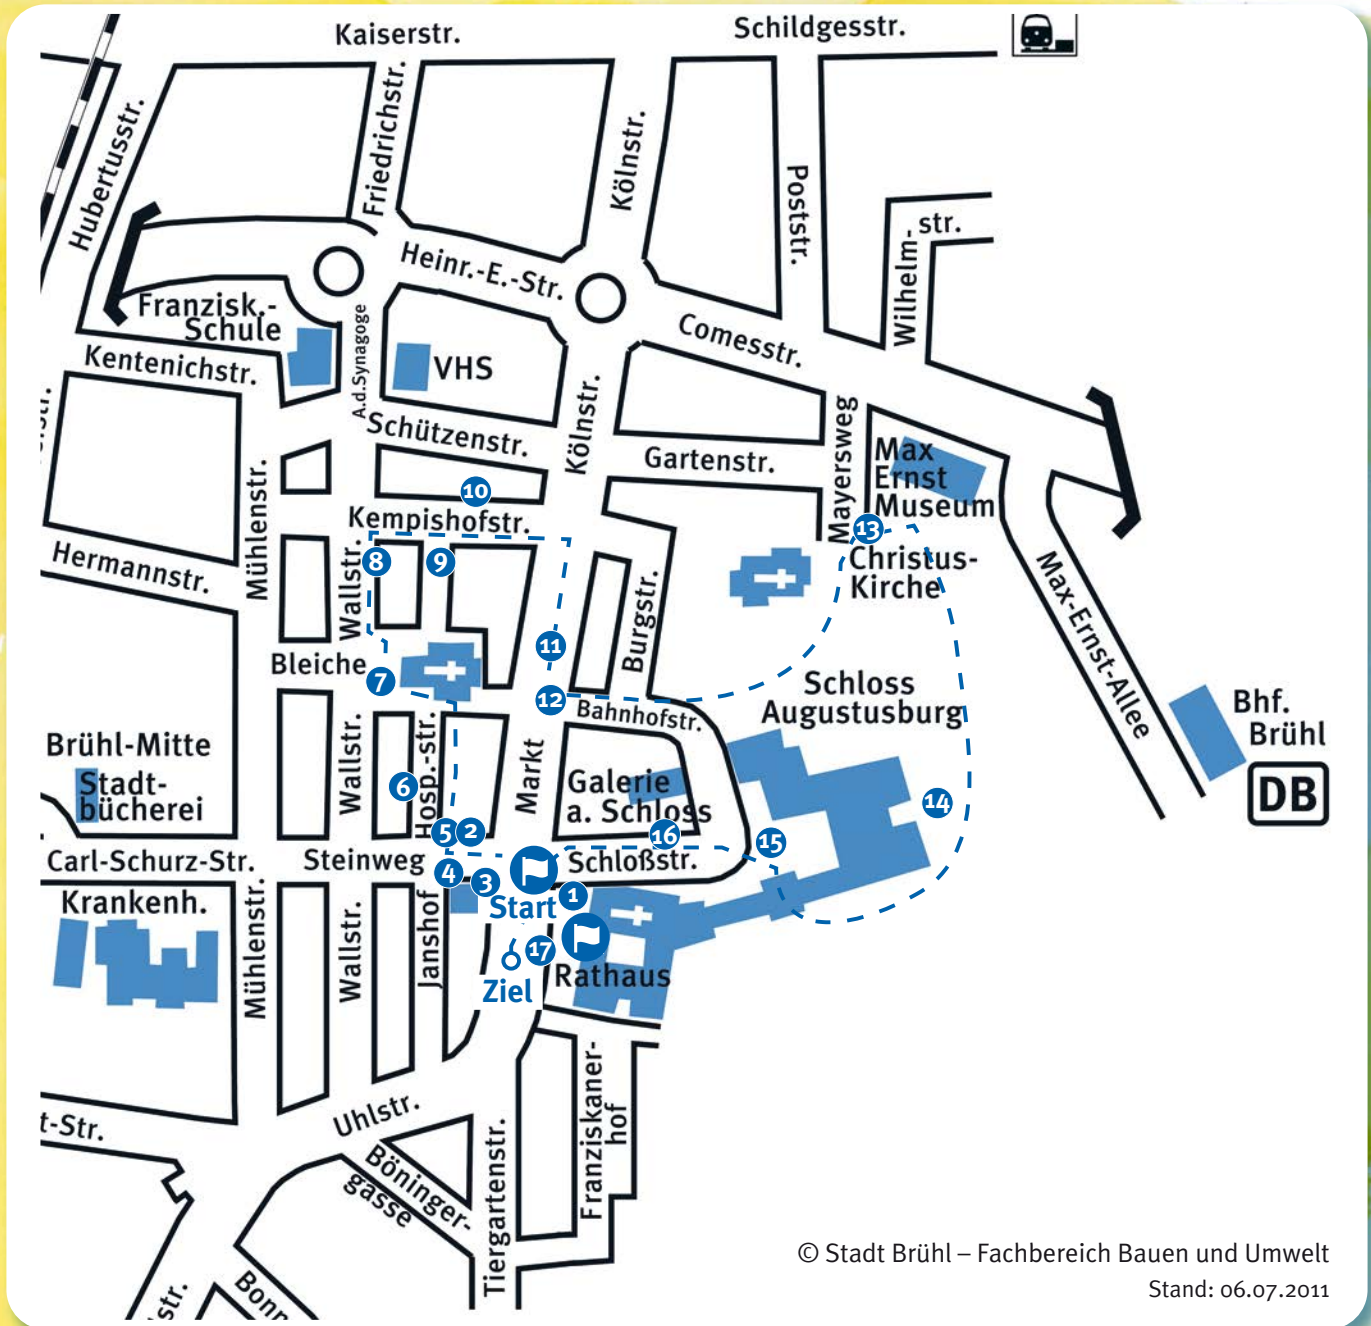 Kaiserstr.
Schildgesstr.
Hubertusstr.
Friedrichstr.
Kölnstr.
Poststr.
Wilhelm-
str.
Heinr.-E.-Str.
Comesstr.
Franzisk.-
Schule
A.d.Synagoge
VHS
Kentenichstr.
Schützenstr.
Kölnstr.
Gartenstr.
Mayersweg
Max
Ernst
Museum
Mühlenstr.
10
Kempishofstr.
13
Christus-
Kirche
Hermannstr.
Wallstr.
8
9
Burgstr.
Max-Ernst-Allee
11
Bleiche
7
12
Bahnhofstr.
Schloss
Augustusburg
Bhf.
Brühl
DB
Brühl-Mitte
Stadt-
bücherei
Wallstr.
6
Hosp.-str.
Markt
Galerie
a. Schloss
14
5
2
16
15
Carl-Schurz-Str.
Steinweg
4
3
Schloßstr.
1
Start
Krankenh.
Mühlenstr.
Wallstr.
Janshof
17
Rathaus
Ziel
Uhlstr.
t-Str.
Böninger-
gasse
Tiergartenstr.
Franziskaner-
hof
str.
Bonn
© Stadt Brühl – Fachbereich Bauen und Umwelt
Stand: 06.07.2011